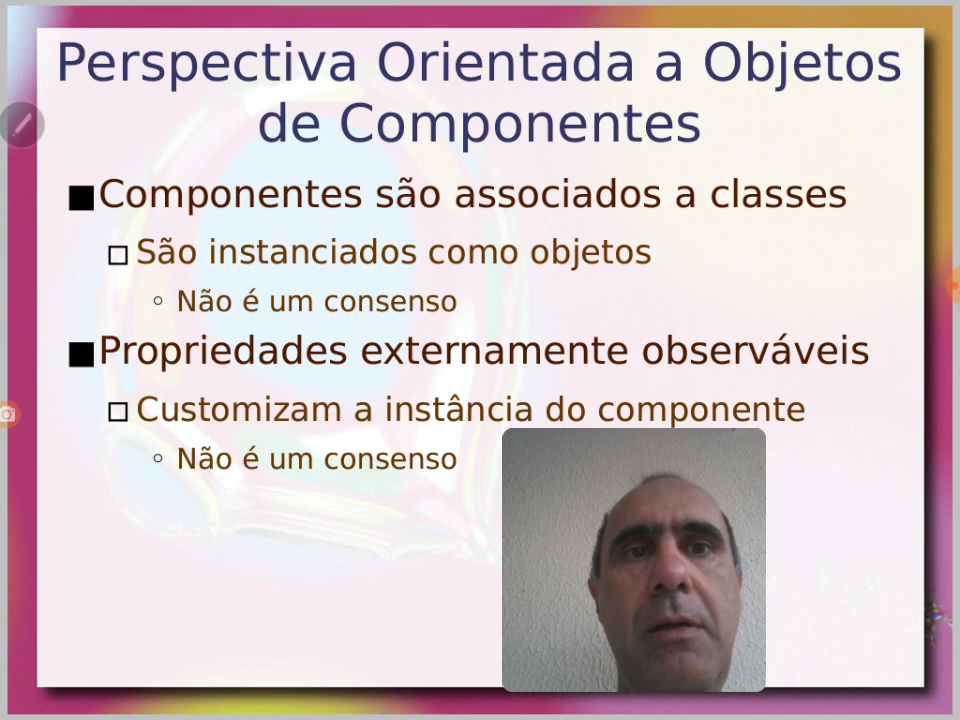 Perspectiva Orientada a Objetos
de Componentes
Componentes são associados a classes
São instanciados como objetos
Não é um consenso
Propriedades externamente observáveis
Customizam a instância do componente
Não é um consenso